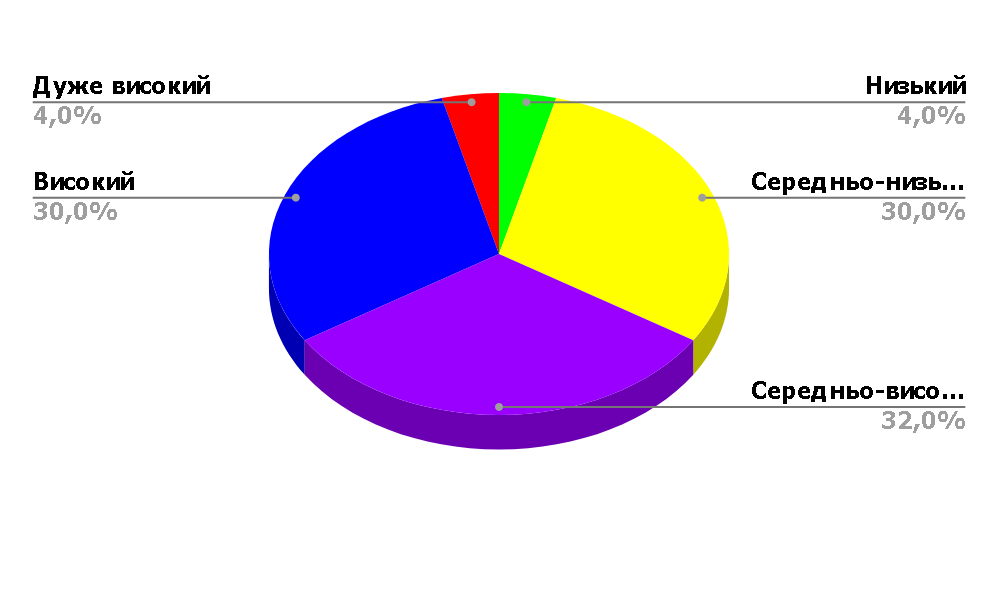 Дуже високий
4,0%
Високий
30,0%
Низький
4,0%
Середньо-низь...
30,0%
Середньо-висо...
32,0%